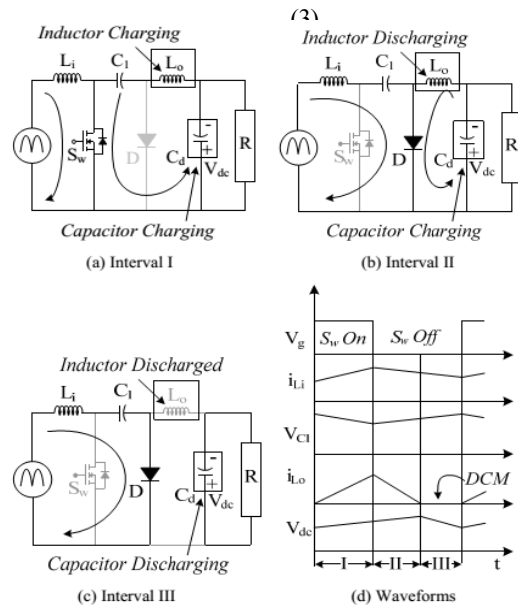 (3)
Inductor Charging
Li C1 Lo
Sw D Cd Vdc R
Capacitor Charging
(a) Interval I
Inductor Discharging
Li C1 Lo
Sw D Cd Vdc R
Capacitor Charging
(b) Interval II
Inductor Discharged
Li C1 Lo
Sw D Cd Vdc R
Capacitor Discharging
(c) Interval III
Vg Sw On Sw Off
iLi
VC1
iLo DCM
Vdc
I II III t
(d) Waveforms